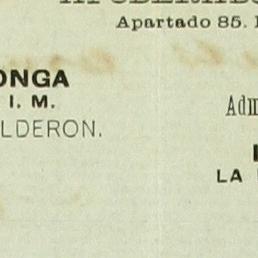 Apartado 85.
ONGA
I. M.
LDERON.
Adm
LA